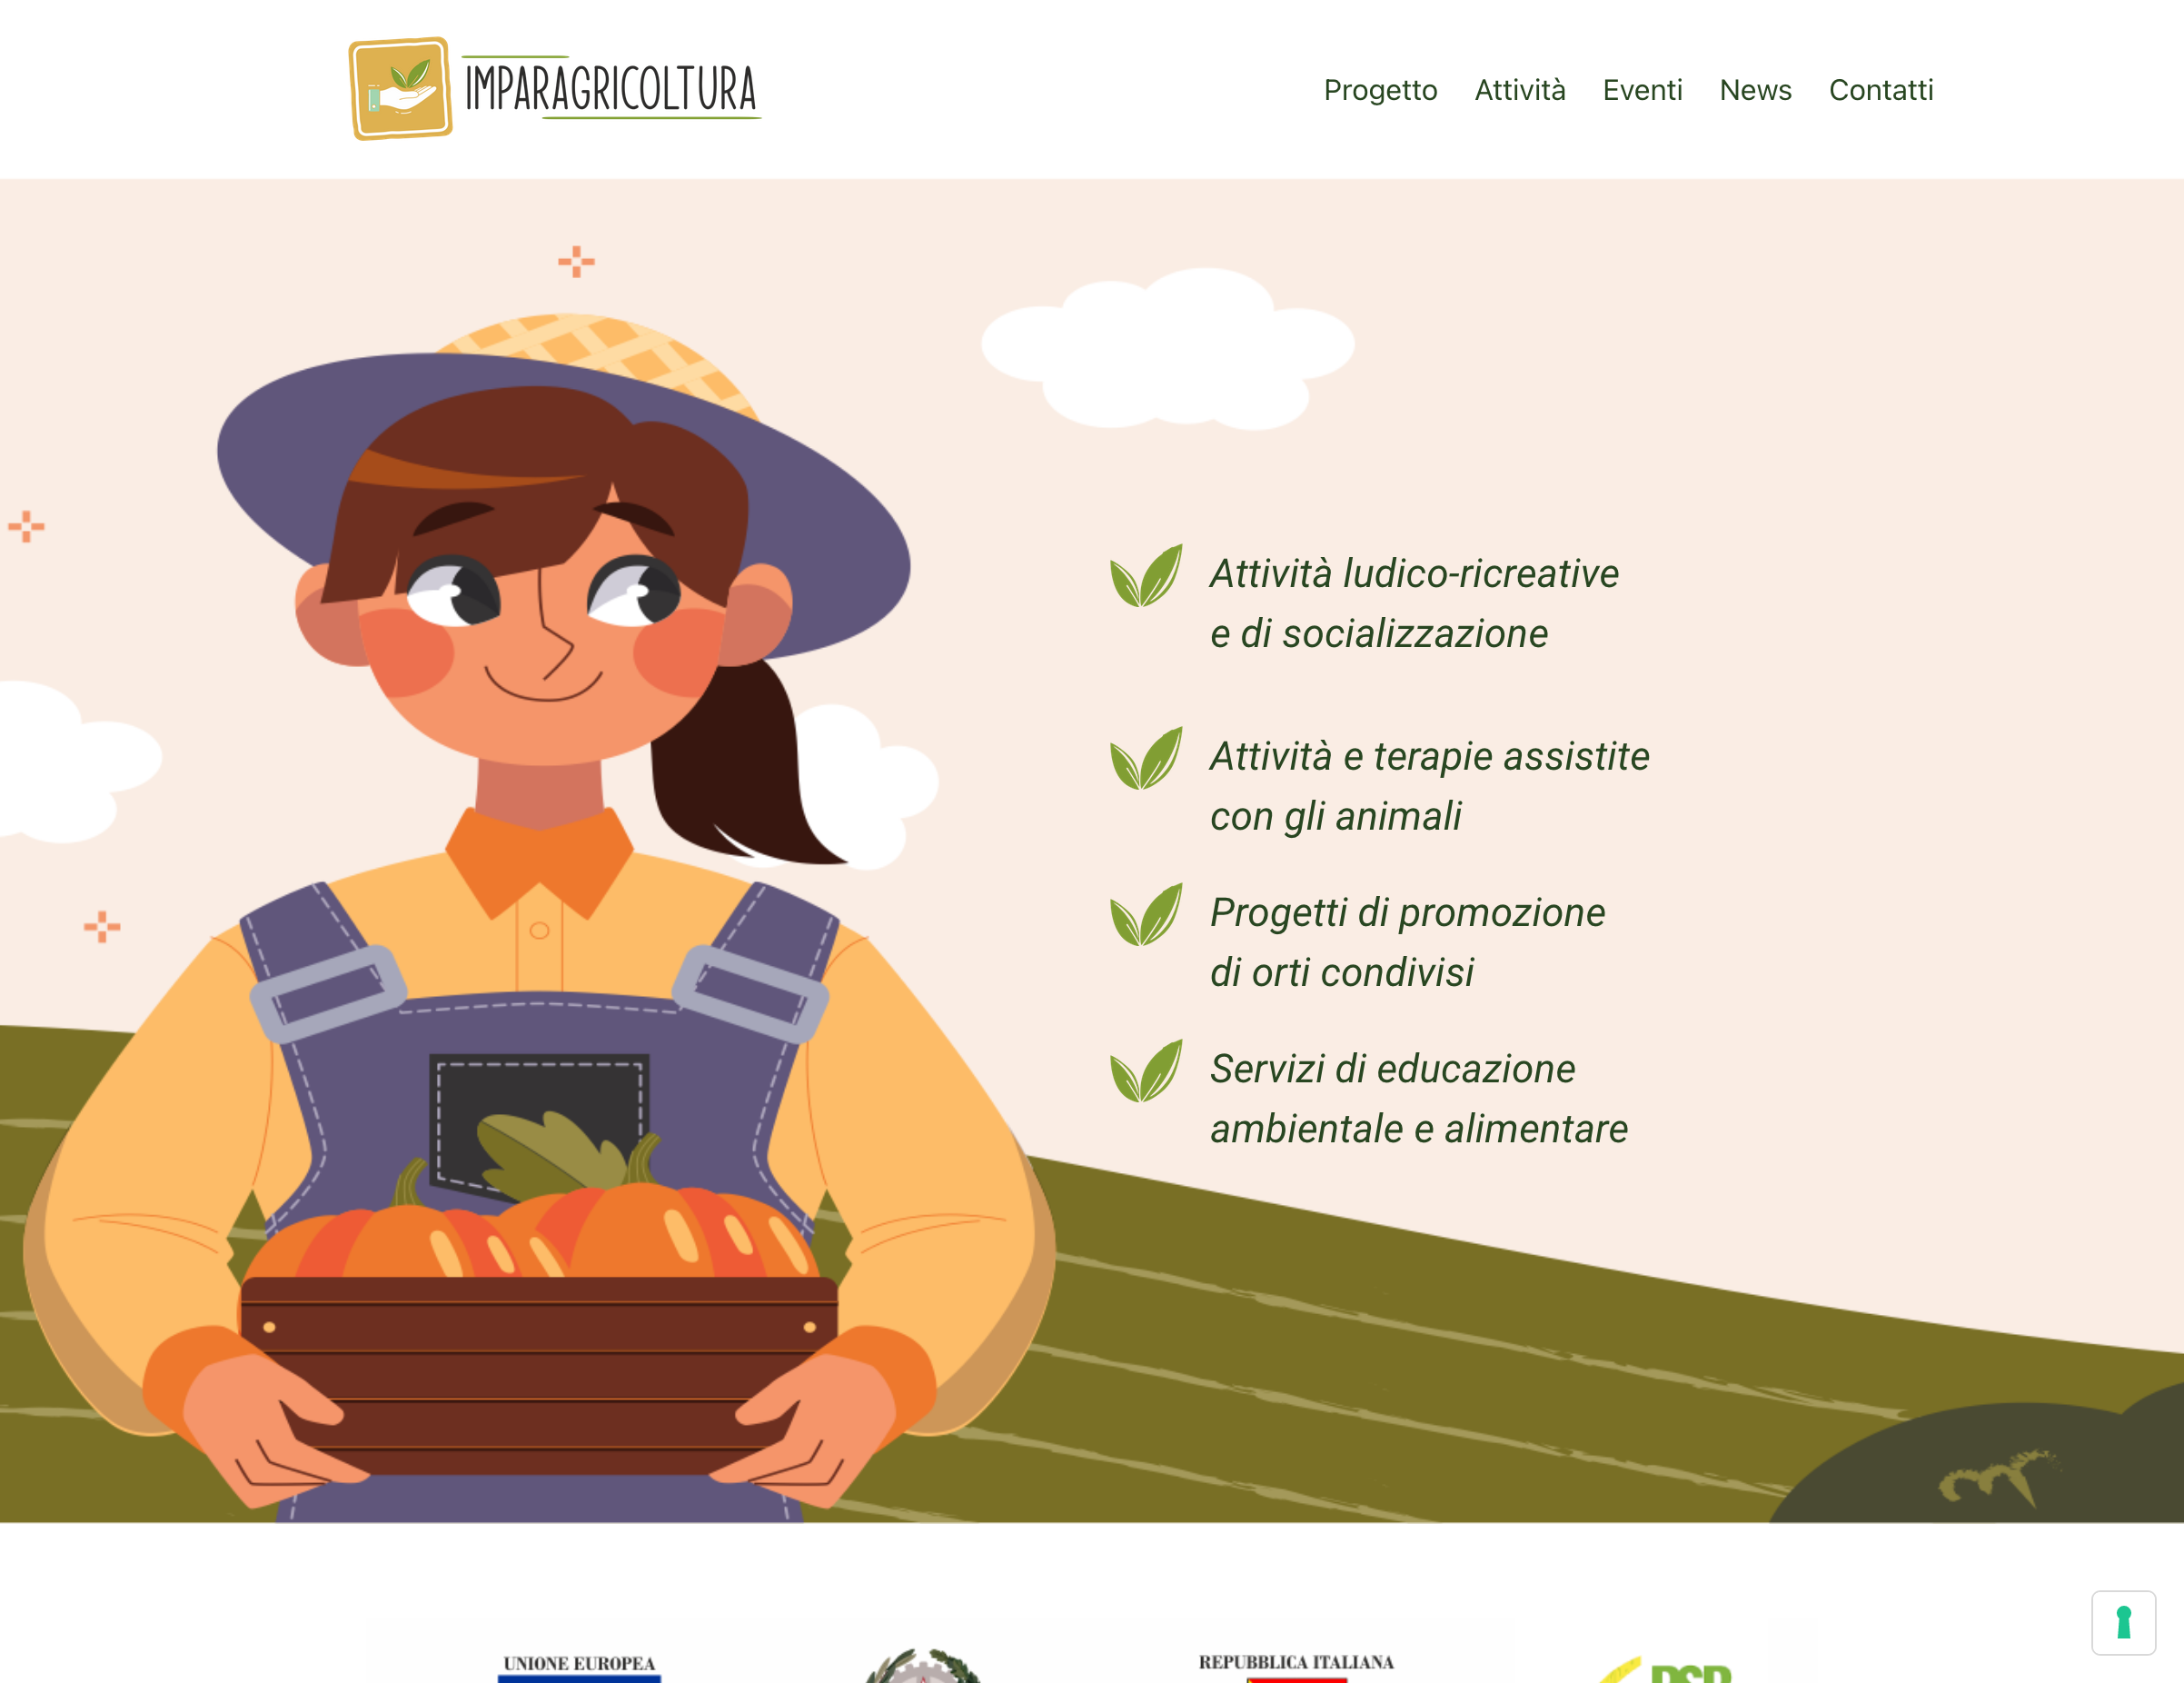 IMPARAGRICOLTURA
Progetto Attività Eventi News Contatti
Attività ludico-ricreative
e di socializzazione
Attività e terapie assistite
con gli animali
Progetti di promozione
di orti condivisi
Servizi di educazione
ambientale e alimentare
UNIONE EUROPEA
REPUBBLICA ITALIANA